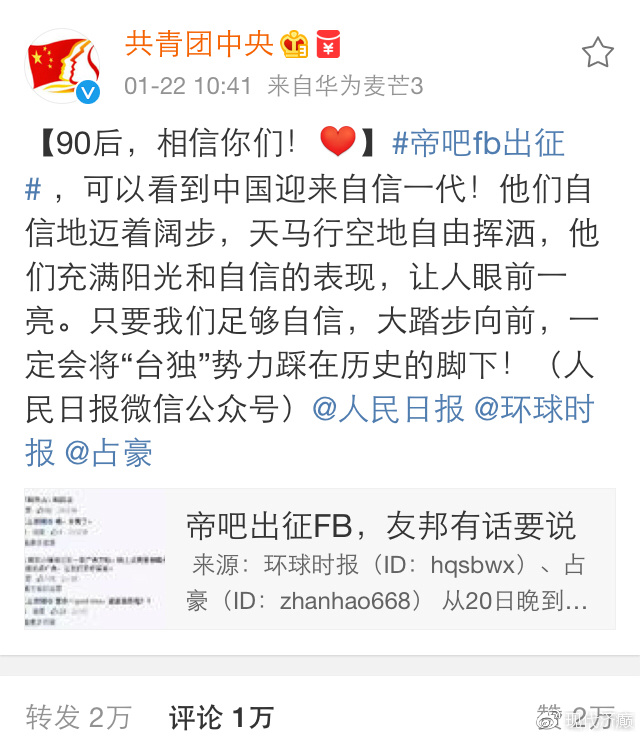 共青团中央
01-22 10:41 来自华为麦芒3
【90后，相信你们！❤】#帝吧fb出征
#，可以看到中国迎来自信一代！他们自
信地迈着阔步，天马行空地自由挥洒，他
们充满阳光和自信的表现，让人眼前一
亮。只要我们足够自信，大踏步向前，一
定会将“台独”势力踩在历史的脚下！（人
民日报微信公众号）@人民日报 @环球时
报 @占豪
帝吧出征FB，友邦有话要说
来源：环球时报（ID：hqsbwx）、占
豪（ID：zhanhao668） 从20日晚到...
转发 2万 评论 1万 赞 2万